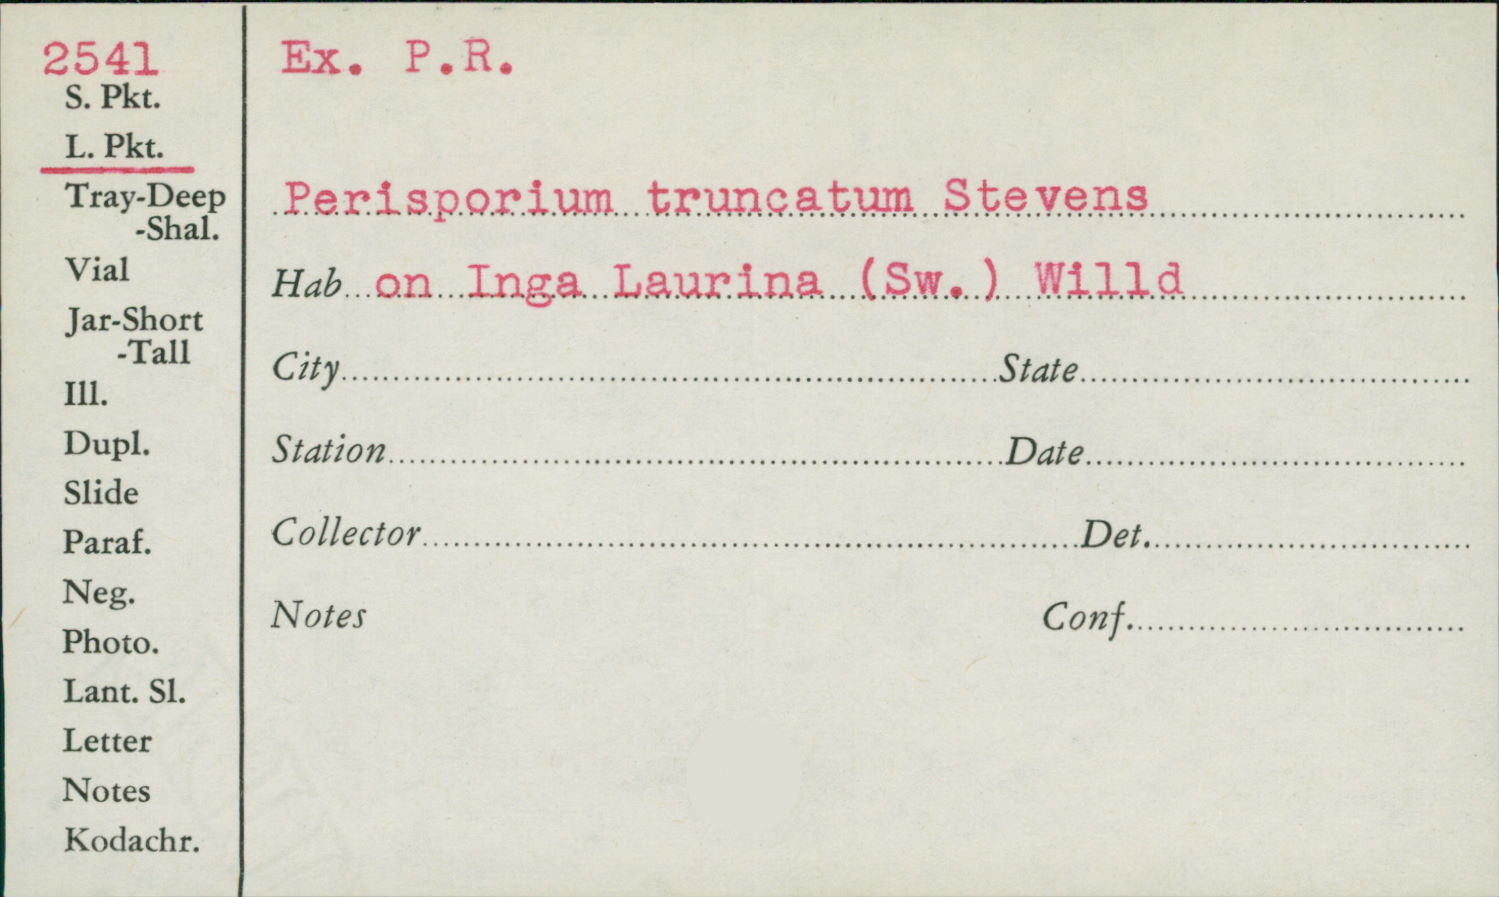 2541
S. Pkt.
L. Pkt.
Tray-Deep
-Shal.
Vial
Jar-Short
-Tall
Ill.
Dupl.
Slide
Paraf.
Neg.
Photo.
Lant. Sl.
Letter
Notes
Kodachr.
Ex. P.R.
Perisporium truncatum Stevens
Hab on Inga Laurina (Sw.) Willd
City State
Station Date
Collector Det.
Notes Conf.